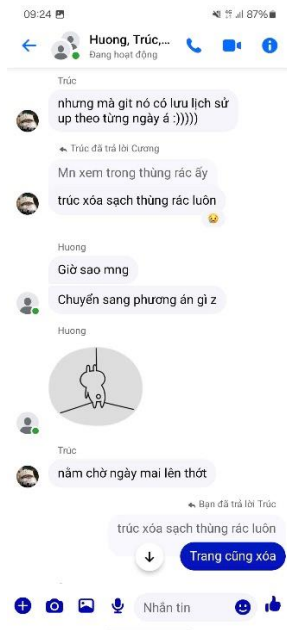 09:24
87%
Huong, Trúc,...
Đang hoạt động
Trúc
nhưng mà git nó có lưu lịch sử
up theo từng ngày á :)))))
Trúc đã trả lời Cương
Mn xem trong thùng rác ấy
trúc xóa sạch thùng rác luôn
Huong
Giờ sao mng
Chuyển sang phương án gì z
Huong
Trúc
nằm chờ ngày mai lên thớt
Bạn đã trả lời Trúc
trúc xóa sạch thùng rác luôn
Trang cũng xóa
Nhắn tin